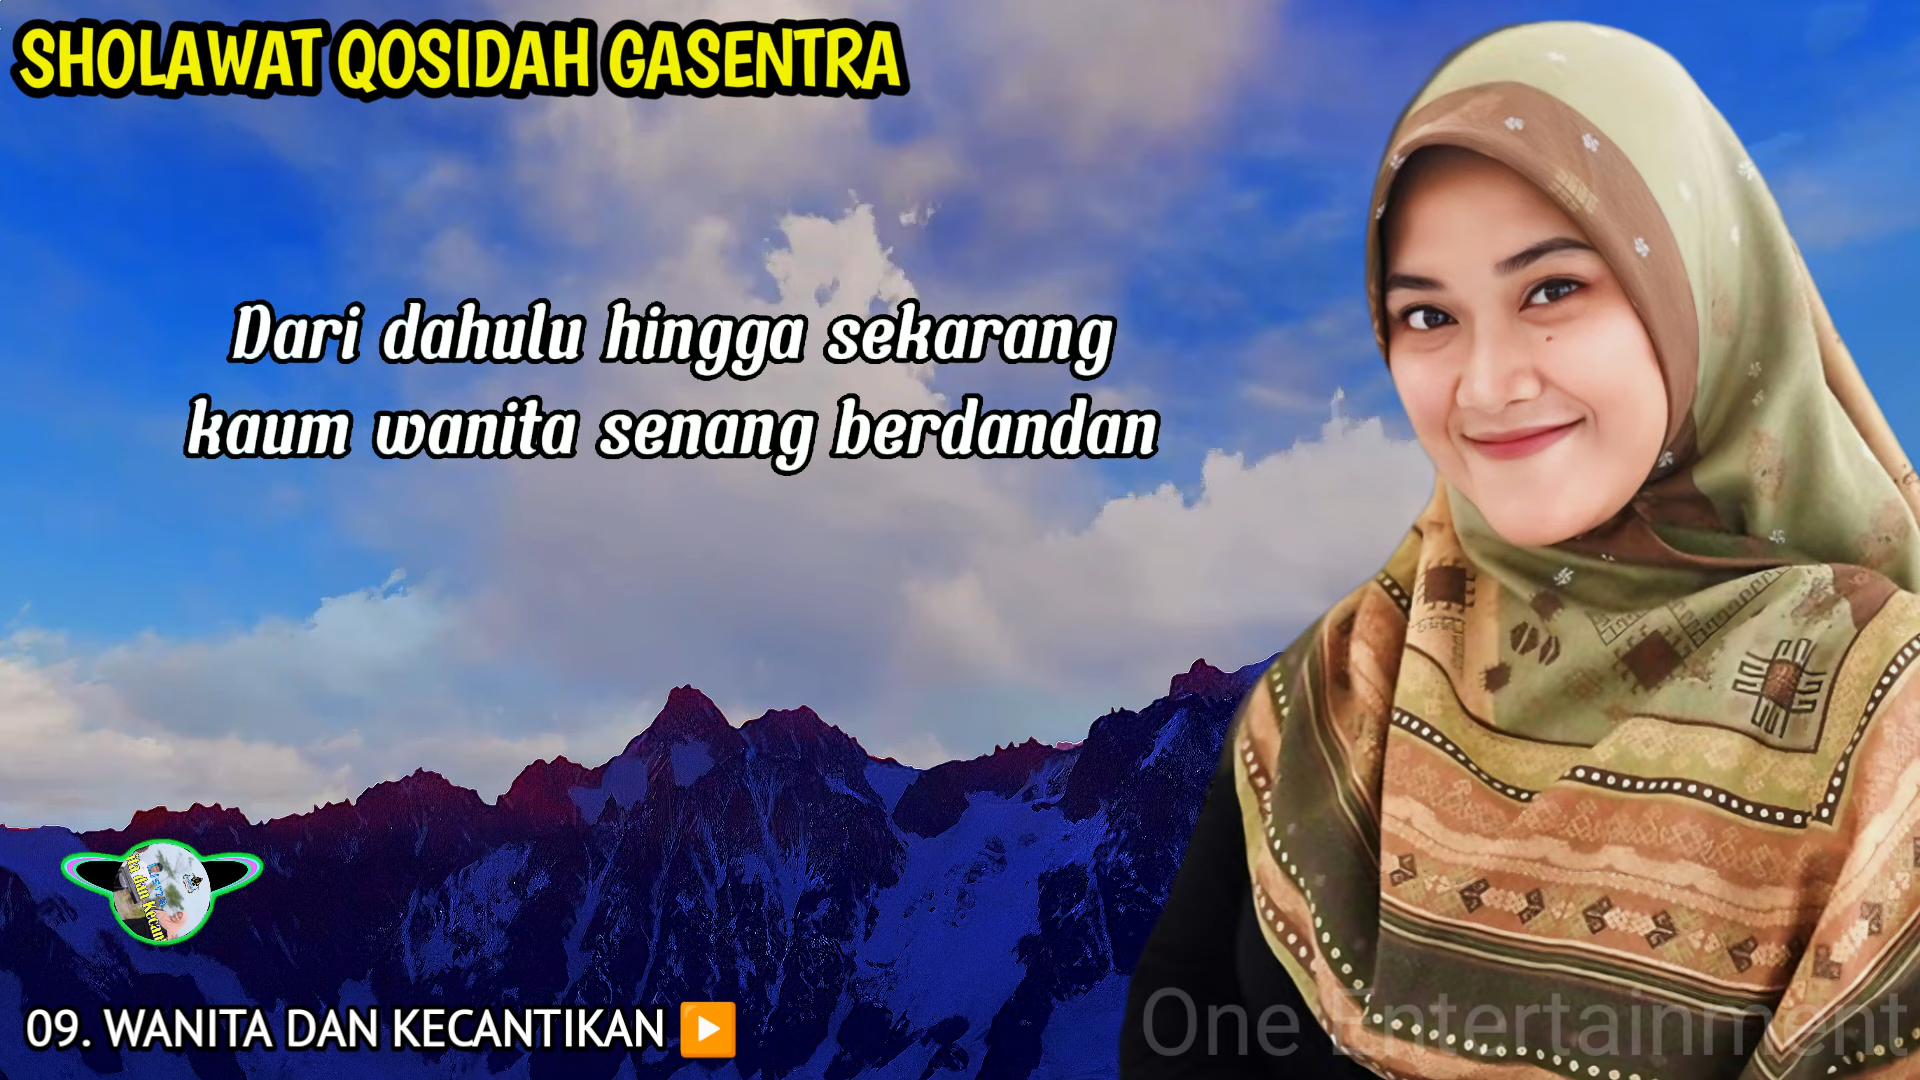 SHOLAWAT QOSIDAH GASENTRA
Dari dahulu hingga sekarang
kaum wanita senang berdandan
09. WANITA DAN KECANTIKAN
One Entertainment